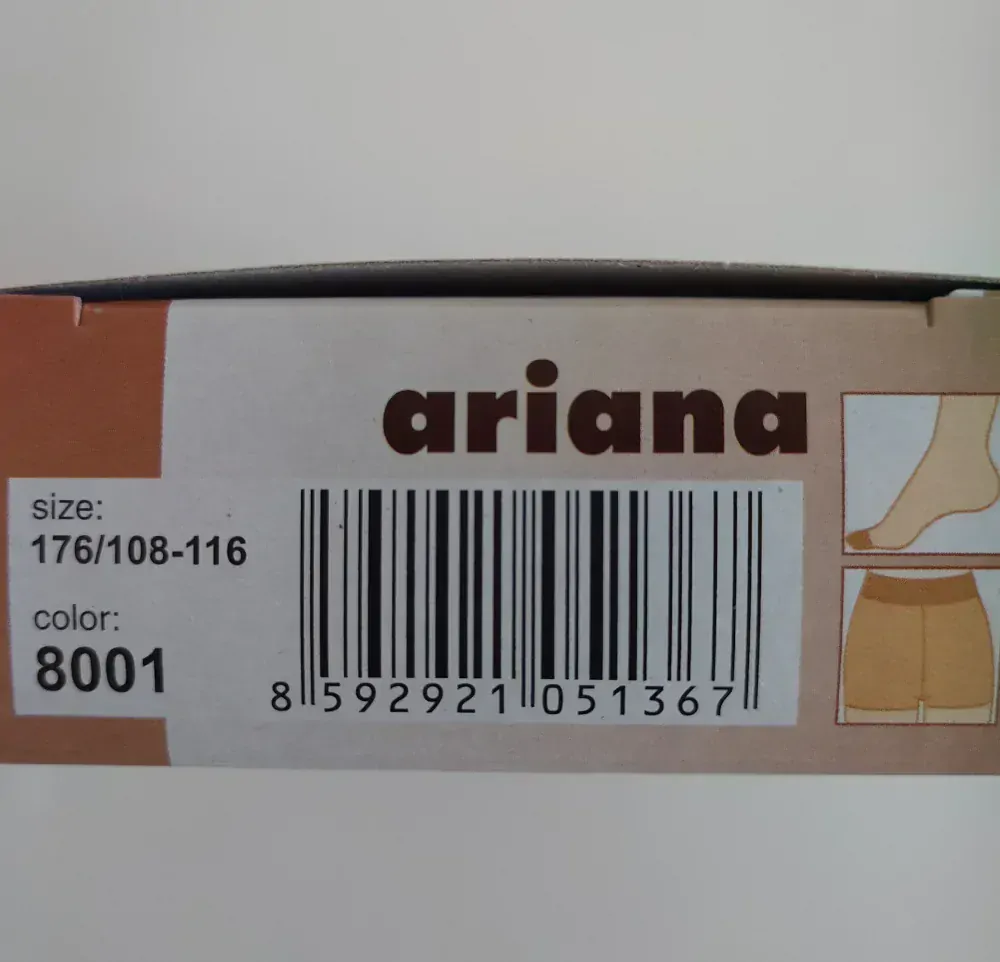 ariana
size:
176/108-116
color:
8001
8 592921 051367